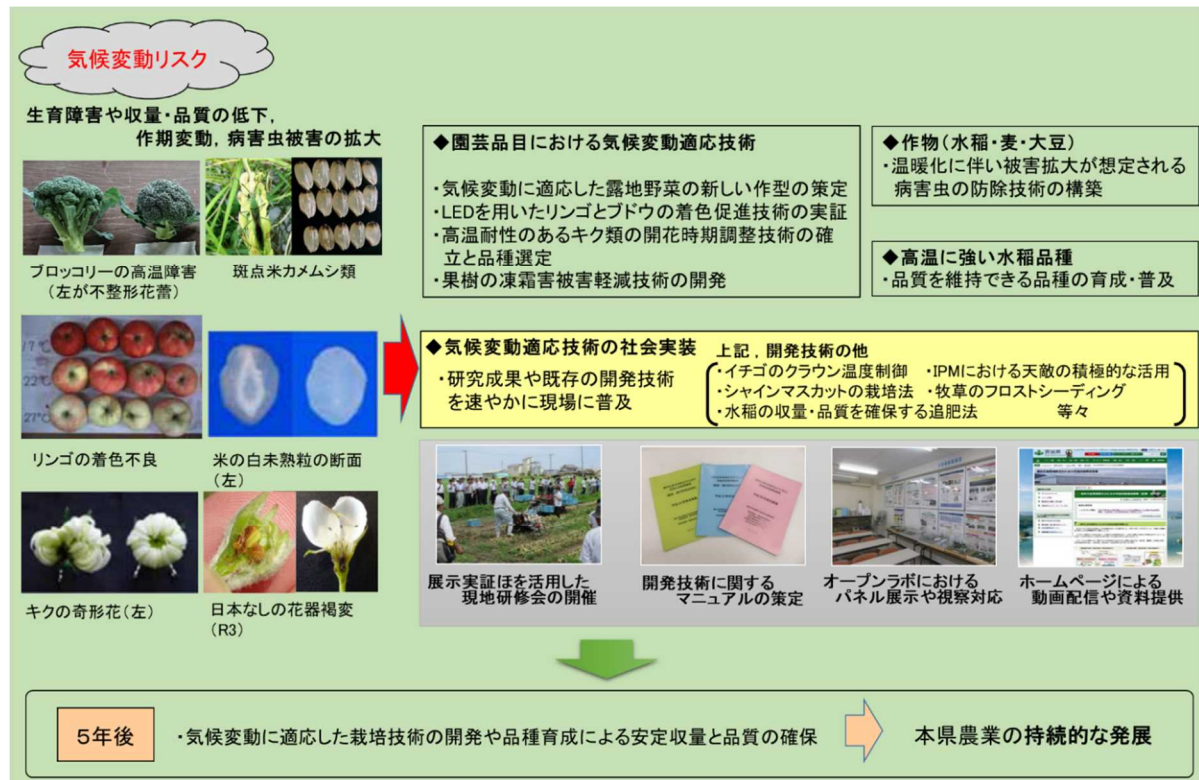 気候変動リスク
生育障害や収量・品質の低下,
作期変動, 病害虫被害の拡大
ブロッコリーの高温障害
(左が不整形花蕾)
斑点米カメムシ類
17℃
22℃
27℃
リンゴの着色不良
米の白未熟粒の断面
(左)
キクの奇形花(左)
日本なしの花器褐変
(R3)
◆園芸品目における気候変動適応技術
・気候変動に適応した露地野菜の新しい作型の策定
・LEDを用いたリンゴとブドウの着色促進技術の実証
・高温耐性のあるキク類の開花時期調整技術の確
立と品種選定
・果樹の凍霜害被害軽減技術の開発
◆作物(水稲・麦・大豆)
・温暖化に伴い被害拡大が想定される
病害虫の防除技術の構築
◆高温に強い水稲品種
・品質を維持できる品種の育成・普及
◆気候変動適応技術の社会実装
・研究成果や既存の開発技術
を速やかに現場に普及
上記, 開発技術の他
・イチゴのクラウン温度制御 ・IPMにおける天敵の積極的な活用
・シャインマスカットの栽培法 ・牧草のフロストシーディング
・水稲の収量・品質を確保する追肥法 等々
展示実証ほを活用した
現地研修会の開催
開発技術に関する
マニュアルの策定
オープンラボにおける
パネル展示や視察対応
ホームページによる
動画配信や資料提供
5年後
・気候変動に適応した栽培技術の開発や品種育成による安定収量と品質の確保
本県農業の持続的な発展